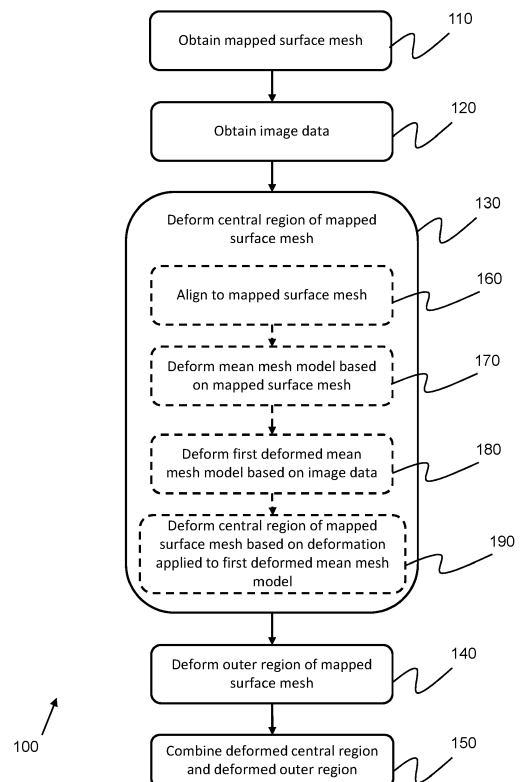 110
Obtain mapped surface mesh
120
Obtain image data
130
Deform central region of mapped
surface mesh
160
Align to mapped surface mesh
170
Deform mean mesh model based
on mapped surface mesh
180
Deform first deformed mean
mesh model based on image data
190
Deform central region of mapped
surface mesh based on deformation
applied to first deformed mean mesh
model
140
Deform outer region of mapped
surface mesh
150
Combine deformed central region
and deformed outer region
100